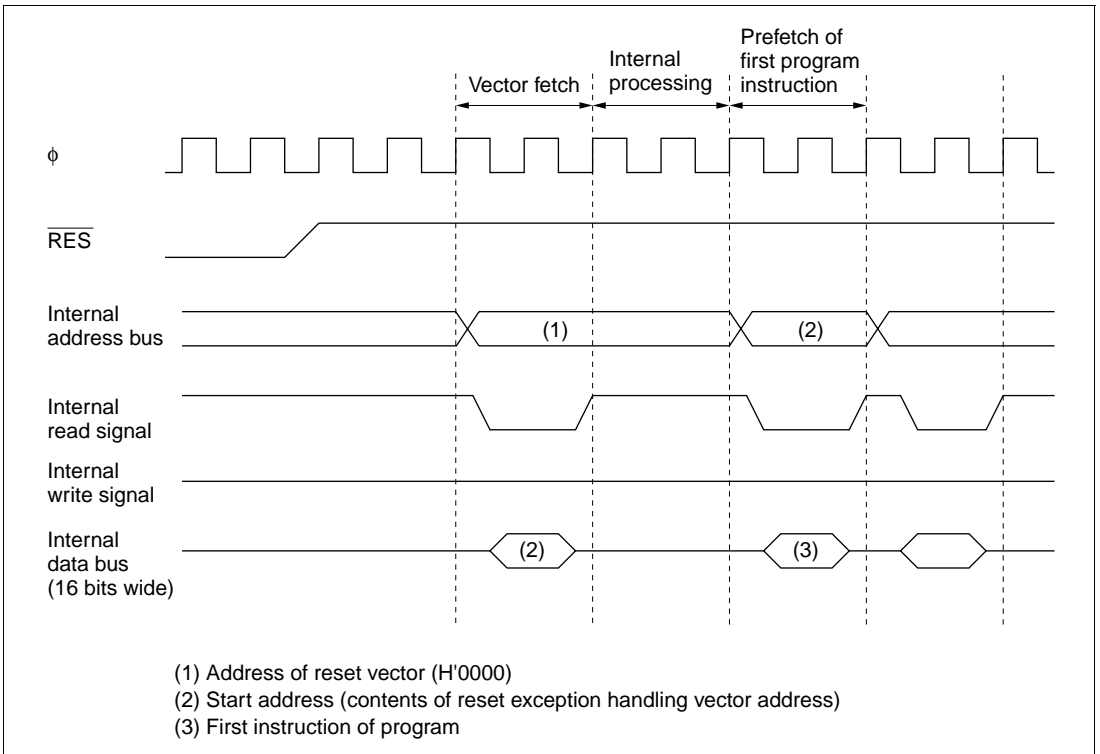 Prefetch of
first program
instruction
Internal
processing
Vector fetch
φ
RES
Internal
address bus
(1)
(2)
Internal
read signal
Internal
write signal
Internal
data bus
(16 bits wide)
(2)
(3)
(1) Address of reset vector (H'0000)
(2) Start address (contents of reset exception handling vector address)
(3) First instruction of program